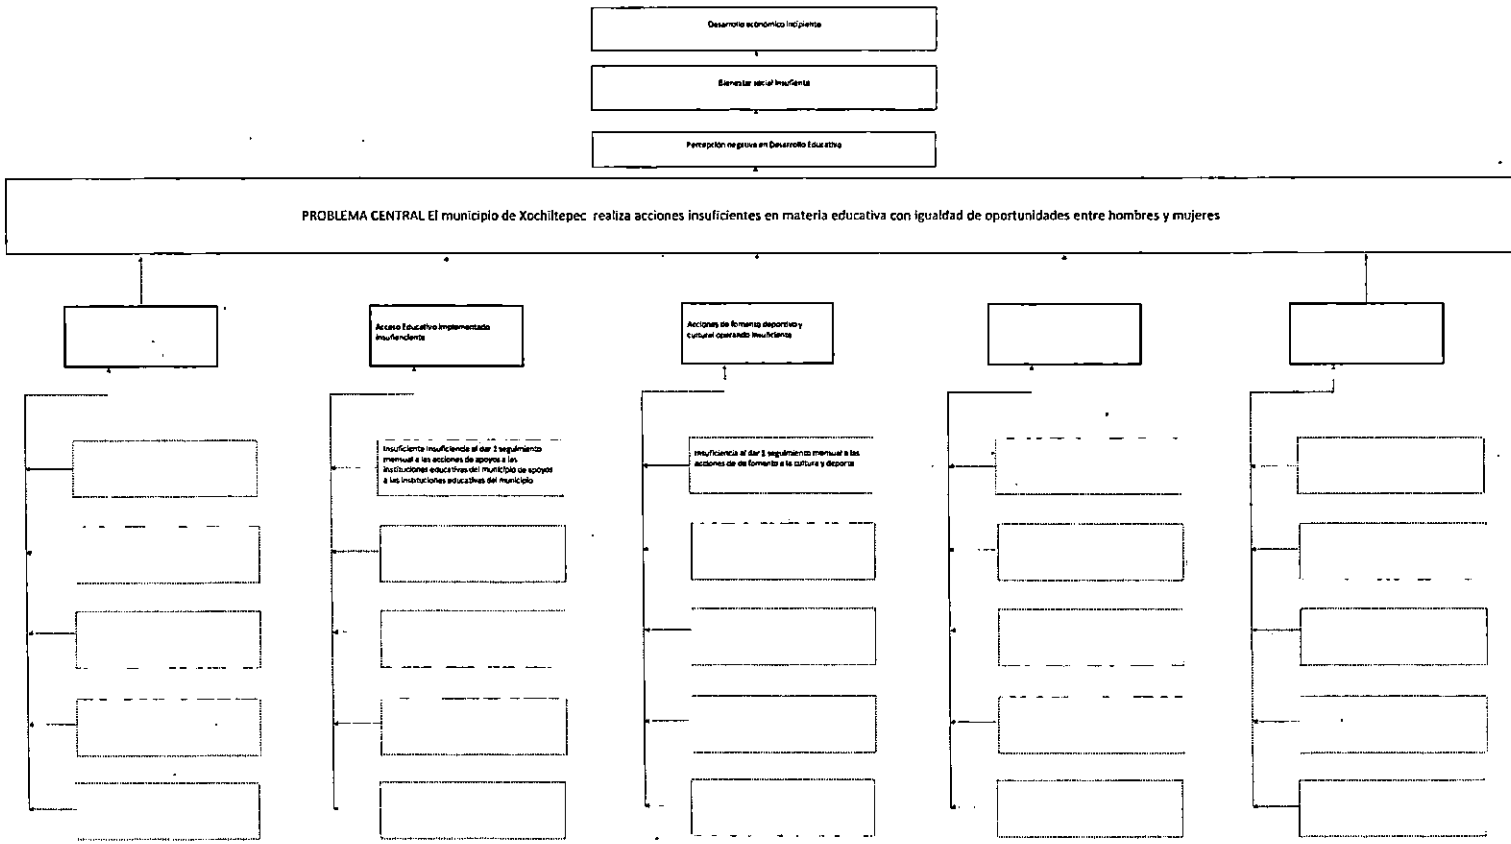 Desarrollo económico incipiente
Bienestar social insufiente
Percepción negativa en Desarrollo Educativo
PROBLEMA CENTRAL El municipio de Xochiltepec realiza acciones insuficientes en materia educativa con igualdad de oportunidades entre hombres y mujeres
Acceso Educativo implementado
insufienciente
Acciones de fomento deportivo y
cultural operando insuficiente
Insuficiente insuficiencia al dar 1 seguimiento
mensual a las acciones de apoyos a las
instituciones educativas del municipio de apoyos
a las instituciones educativas del municipio
Insuficiencia al dar 1 seguimiento mensual a las
acciones de de fomento a la cultura y deporte